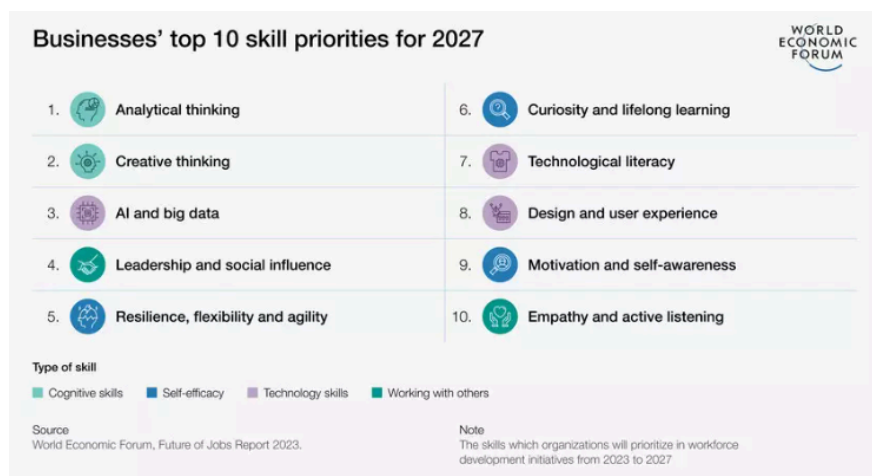 Businesses' top 10 skill priorities for 2027
WORLD
ECONOMIC
FORUM
1. Analytical thinking
2. Creative thinking
3. AI and big data
4. Leadership and social influence
5. Resilience, flexibility and agility
6. Curiosity and lifelong learning
7. Technological literacy
8. Design and user experience
9. Motivation and self-awareness
10. Empathy and active listening
Type of skill
Cognitive skills
Self-efficacy
Technology skills
Working with others
Source
World Economic Forum, Future of Jobs Report 2023.
Note
The skills which organizations will prioritize in workforce
development initiatives from 2023 to 2027